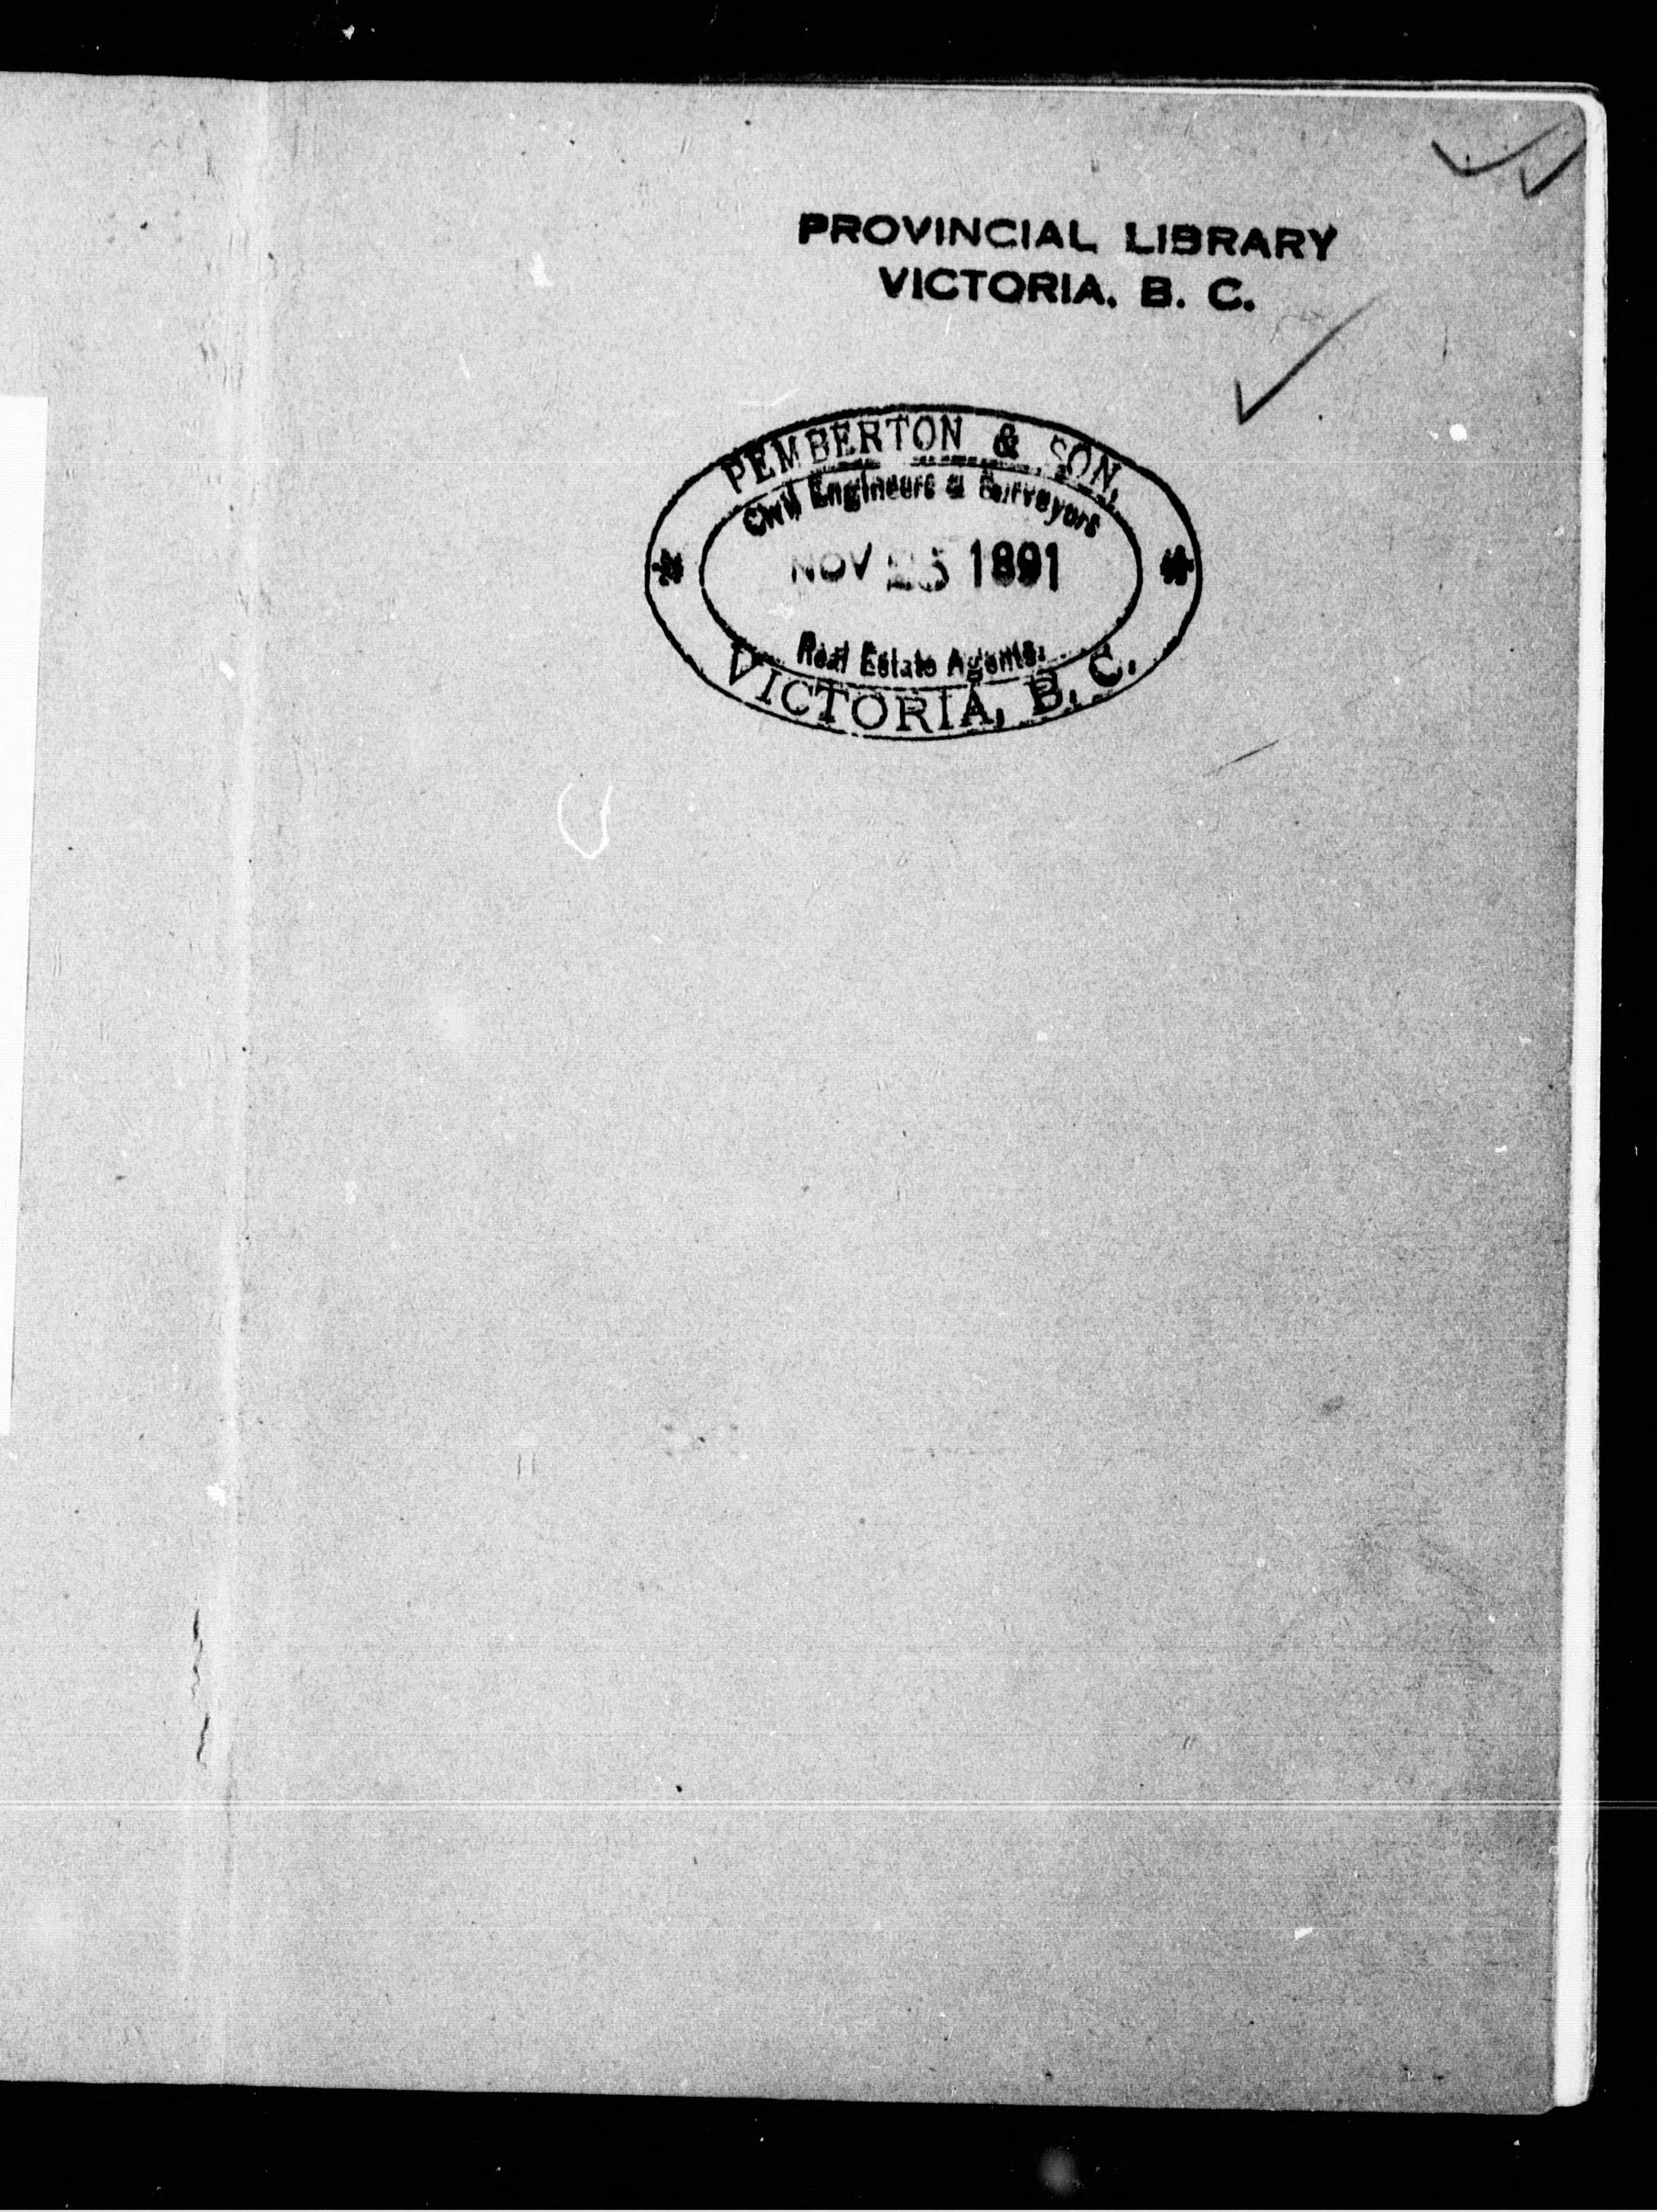 PROVINCIAL LIBRARY
VICTORIA. B. C.
PEMBERTON & SON,
Civil Engineers & Surveyors
NOV 25 1891
Real Estate Agents.
VICTORIA, B. C.